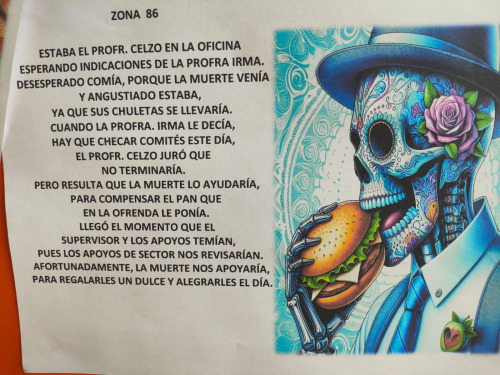 ZONA 86
ESTABA EL PROFR. CELZO EN LA OFICINA
ESPERANDO INDICACIONES DE LA PROFRA IRMA.
DESESPERADO COMÍA, PORQUE LA MUERTE VENÍA
Y ANGUSTIADO ESTABA,
YA QUE SUS CHULETAS SE LLEVARÍA.
CUANDO LA PROFRA. IRMA LE DECÍA,
HAY QUE CHECAR COMITÉS ESTE DÍA,
EL PROFR. CELZO JURÓ QUE
NO TERMINARÍA.
PERO RESULTA QUE LA MUERTE LO AYUDARÍA,
PARA COMPENSAR EL PAN QUE
EN LA OFRENDA LE PONÍA.
LLEGÓ EL MOMENTO QUE EL
SUPERVISOR Y LOS APOYOS TEMÍAN,
PUES LOS APOYOS DE SECTOR NOS REVISARÍAN.
AFORTUNADAMENTE, LA MUERTE NOS APOYARÍA,
PARA REGALARLES UN DULCE Y ALEGRARLES EL DÍA.